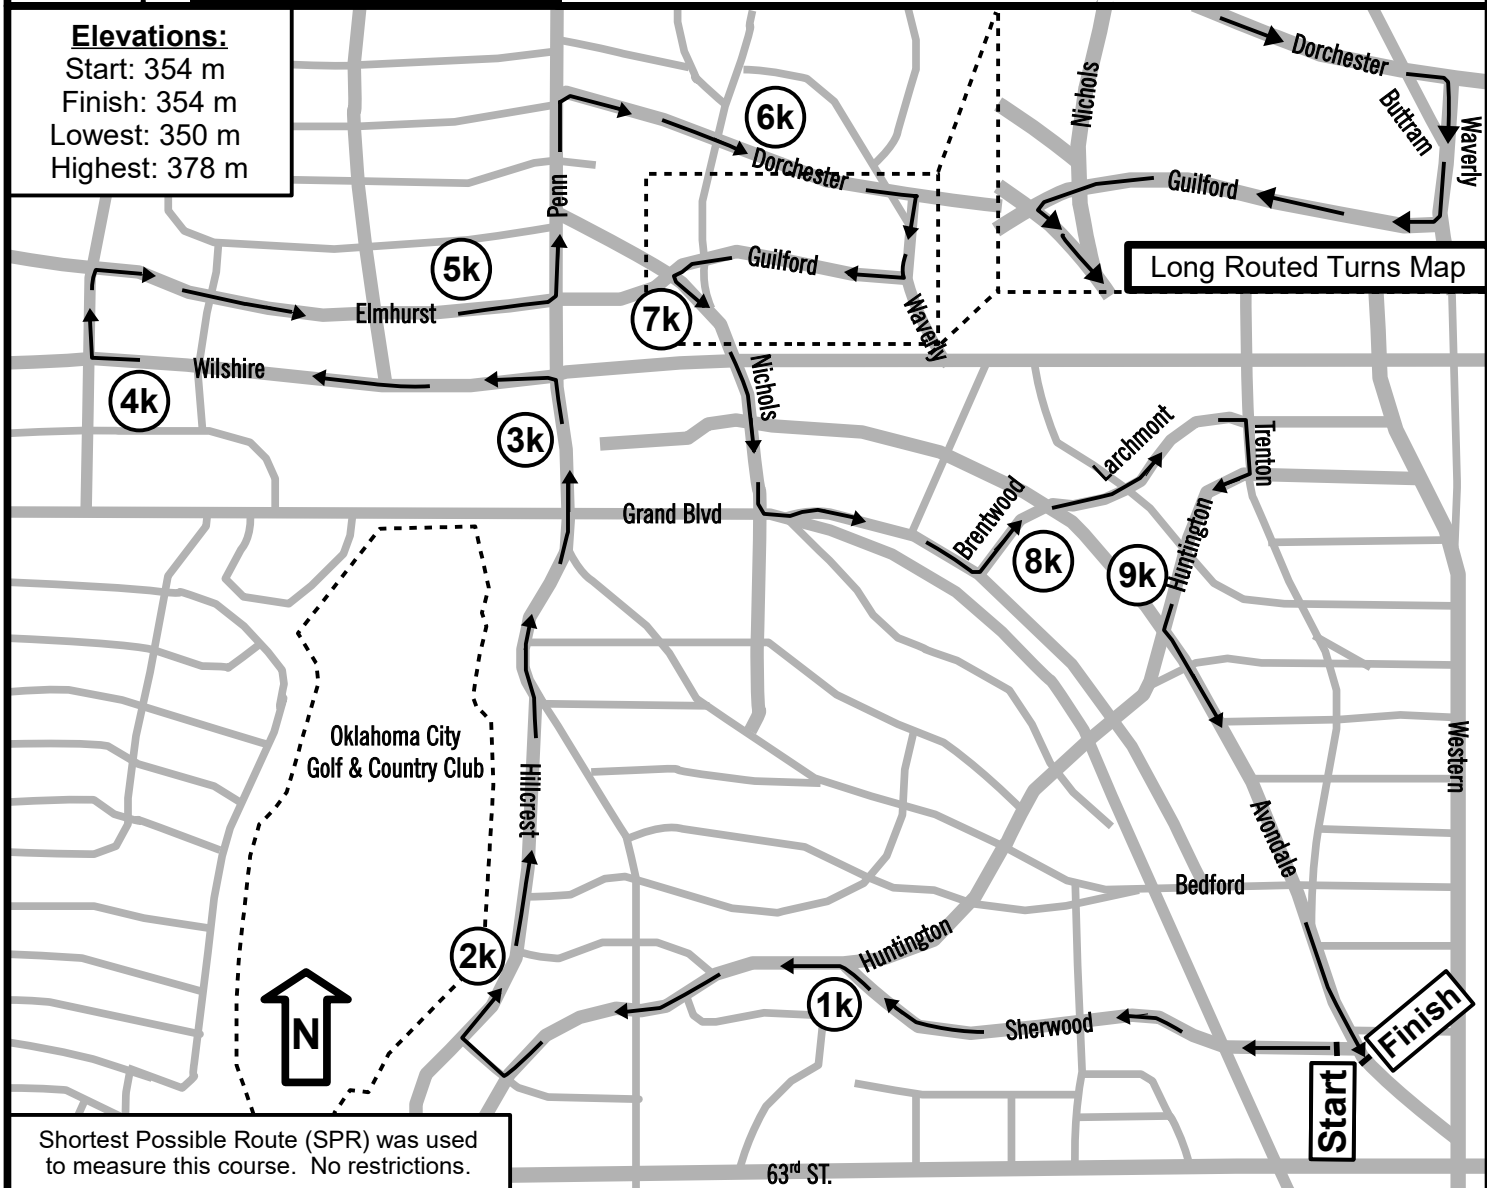 Elevations:
Start: 354 m
Finish: 354 m
Lowest: 350 m
Highest: 378 m
Dorchester
Nichols
Buttram
Waverly
6k
Dorchester
Penn
Guilford
5k
Guilford
Long Routed Turns Map
Elmhurst
7k
Waverly
Wilshire
Nichols
4k
3k
Larchmont
Trenton
Grand Blvd
Brentwood
8k
9k
Huntington
Oklahoma City
Golf & Country Club
Hillcrest
Western
Avondale
Bedford
2k
Huntington
1k
Sherwood
N
Finish
Start
Shortest Possible Route (SPR) was used
to measure this course. No restrictions.
63rd ST.